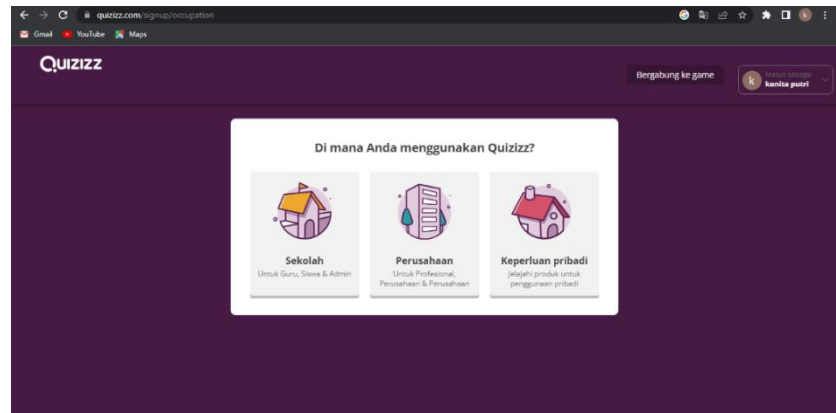 quizizz.com/signup/occupation
Gmail YouTube Maps
QUIZIZZ
Bergabung ke game
k
kanita putri
Di mana Anda menggunakan Quizizz?
Sekolah
Untuk Guru, Siswa & Admin
Perusahaan
Untuk Profesional,
Perusahaan & Perusahaan
Keperluan pribadi
Jelajahi produk untuk
penggunaan pribadi